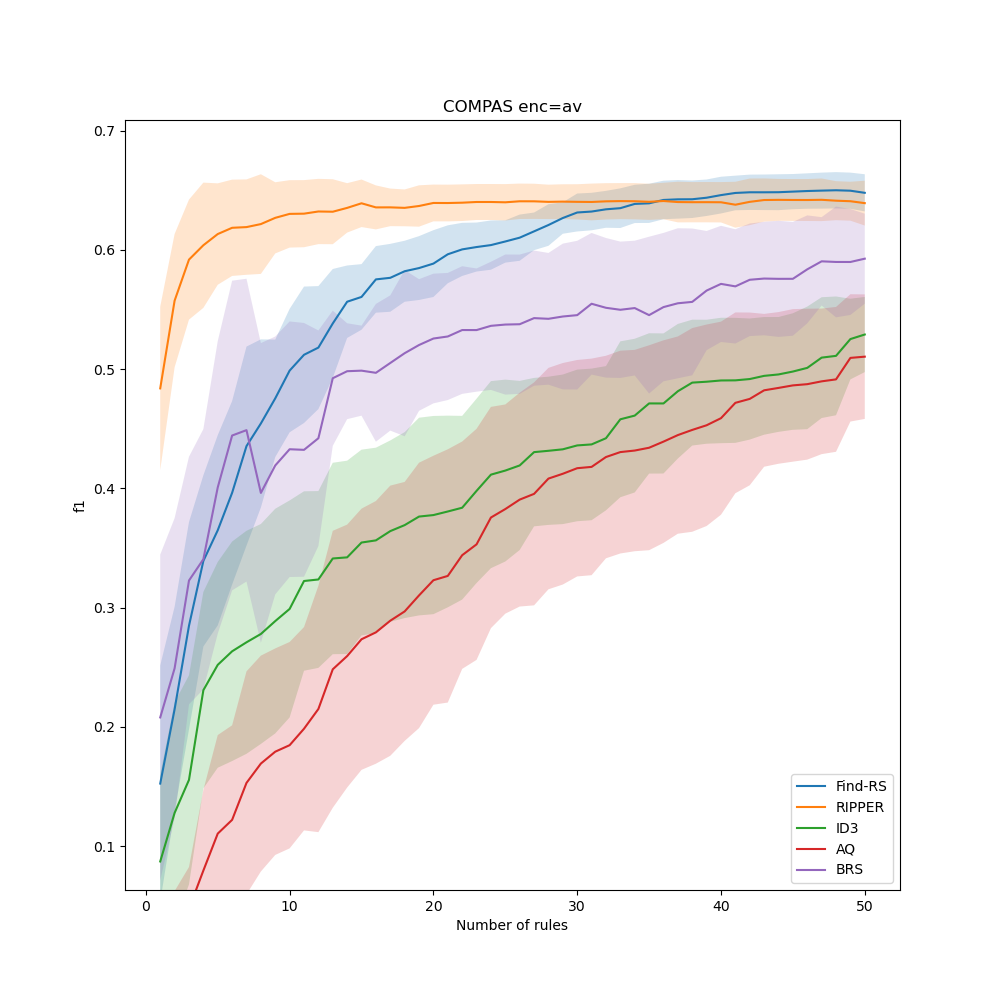 COMPAS enc=av
0.7
0.6
0.5
0.4
0.3
0.2
0.1
f1
0 10 20 30 40 50
Number of rules
Find-RS
RIPPER
ID3
AQ
BRS